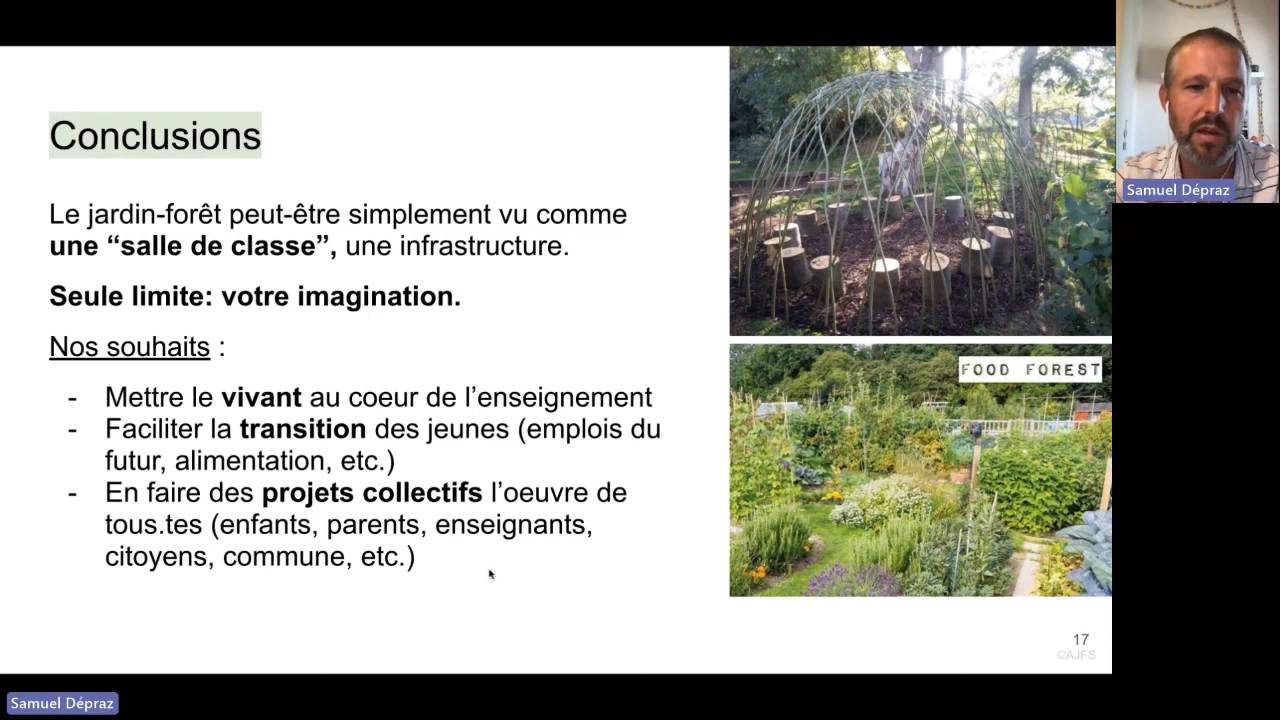 Conclusions
Le jardin-forêt peut-être simplement vu comme
une “salle de classe”, une infrastructure.
Seule limite: votre imagination.
Nos souhaits :
- Mettre le vivant au coeur de l’enseignement
- Faciliter la transition des jeunes (emplois du
futur, alimentation, etc.)
- En faire des projets collectifs l’oeuvre de
tous.tes (enfants, parents, enseignants,
citoyens, commune, etc.)
FOOD FOREST
17
©AJFS
Samuel Dépraz
Samuel Dépraz